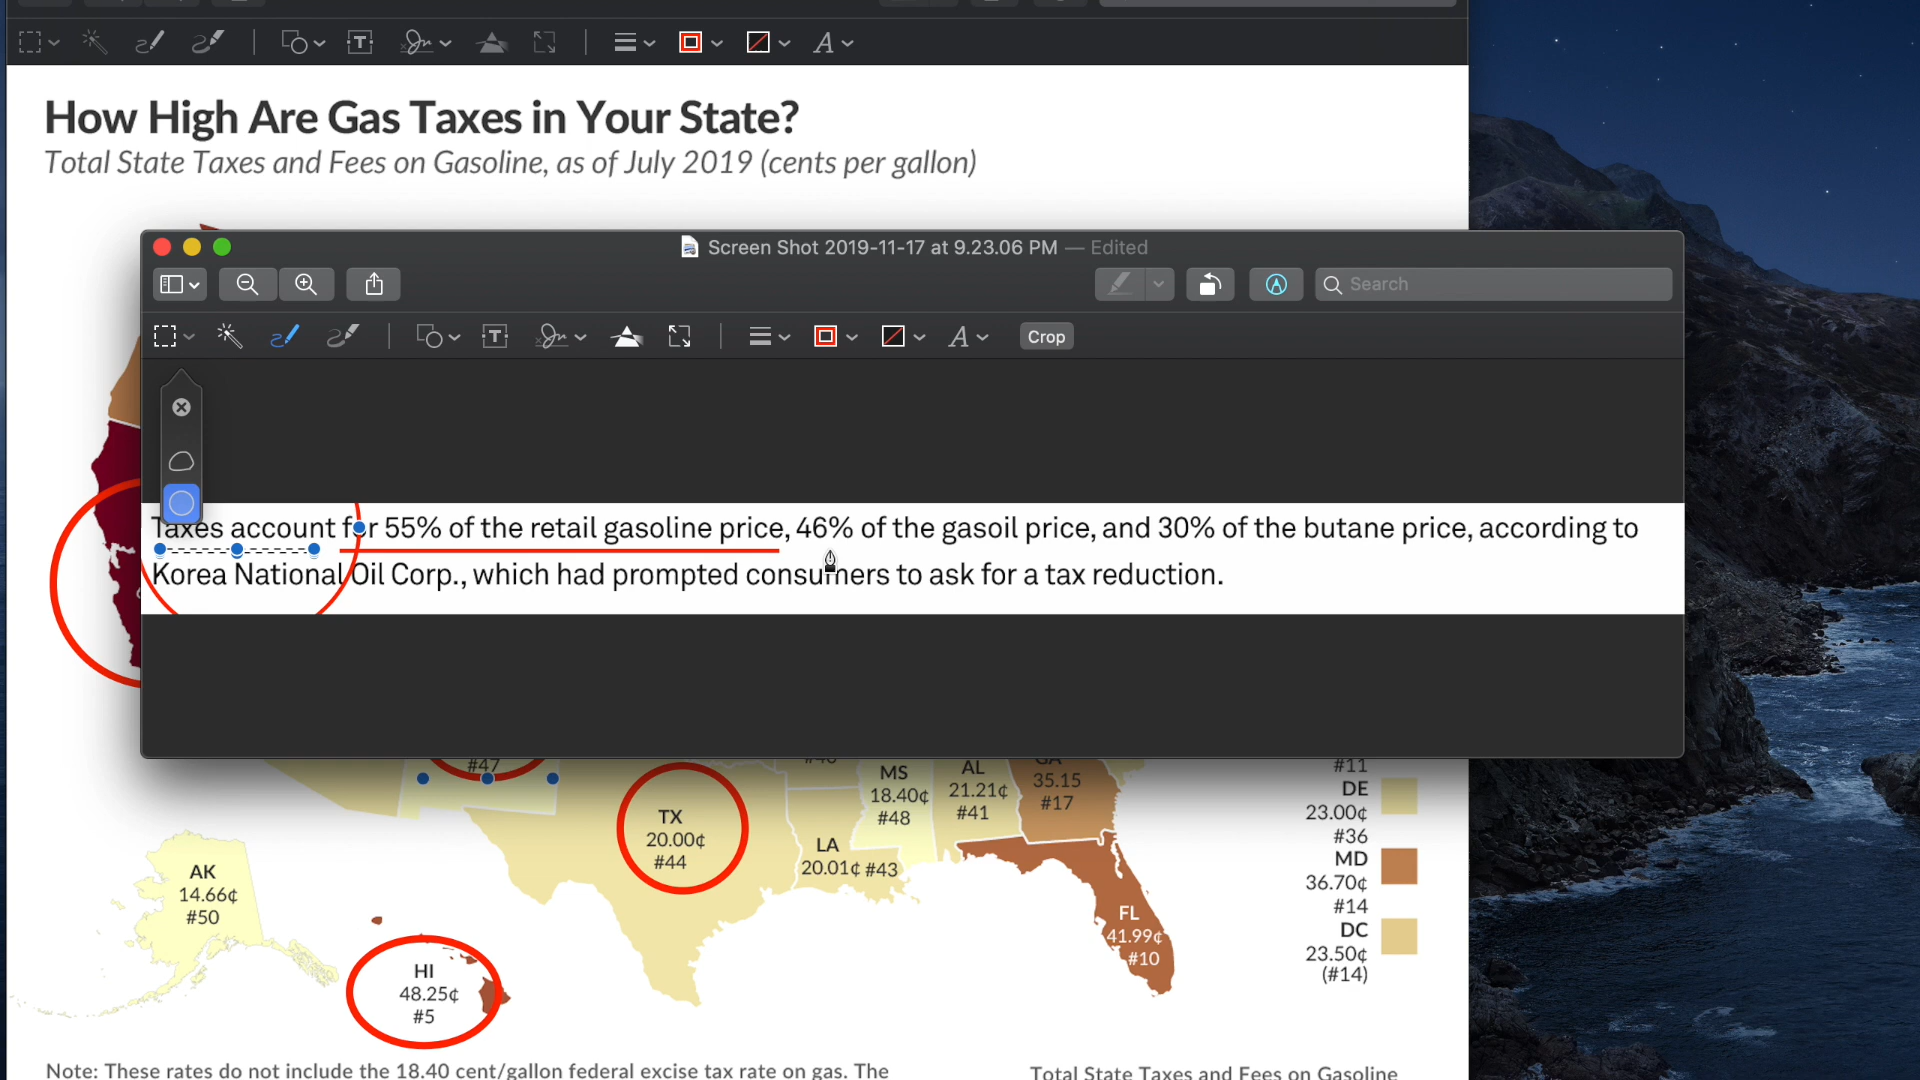 How High Are Gas Taxes in Your State?
Total State Taxes and Fees on Gasoline, as of July 2019 (cents per gallon)
Screen Shot 2019-11-17 at 9.23.06 PM — Edited
Search
Crop
Taxes account for 55% of the retail gasoline price, 46% of the gasoil price, and 30% of the butane price, according to
Korea National Oil Corp., which had prompted consumers to ask for a tax reduction.
#47
MS
18.40¢
#48
AL
21.21¢
#41
GA
35.15
#17
TX
20.00¢
#44
LA
20.01¢ #43
AK
14.66¢
#50
HI
48.25¢
#5
FL
41.99¢
#10
#11
DE
23.00¢
#36
MD
36.70¢
#14
DC
23.50¢
(#14)
Note: These rates do not include the 18.40 cent/gallon federal excise tax rate on gas. The
Total State Taxes and Fees on Gasoline